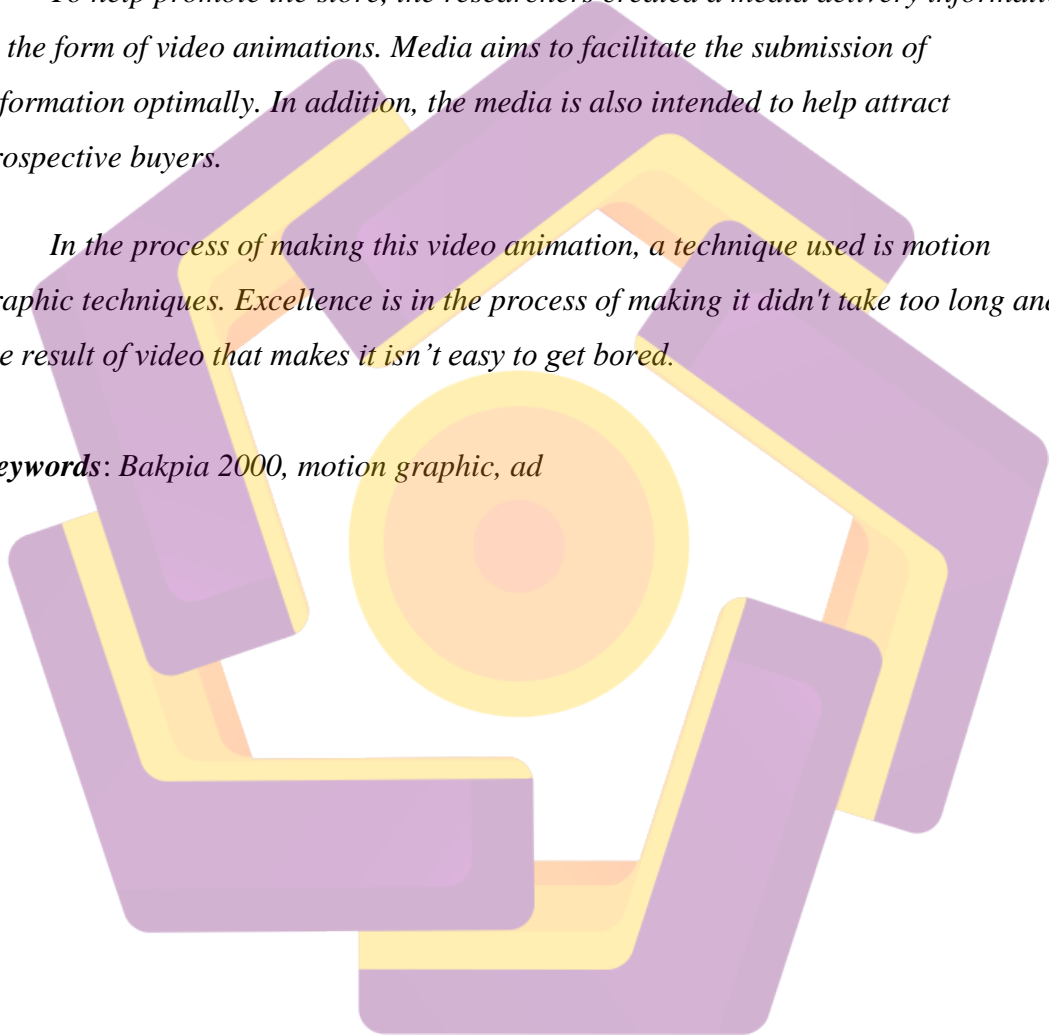 To help promote the store, the researchers created a media delivery informati
the form of video animations. Media aims to facilitate the submission of
formation optimally. In addition, the media is also intended to help attract
rospective buyers.
In the process of making this video animation, a technique used is motion
raphic techniques. Excellence is in the process of making it didn't take too long and
e result of video that makes it isn’t easy to get bored.
eywords: Bakpia 2000, motion graphic, ad